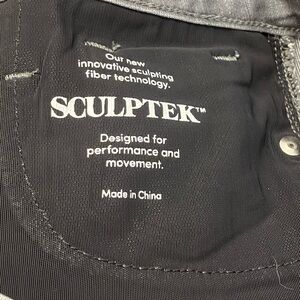 Our new
innovative sculpting
fiber technology.
SCULPTEK™
Designed for
performance and
movement.
Made in China